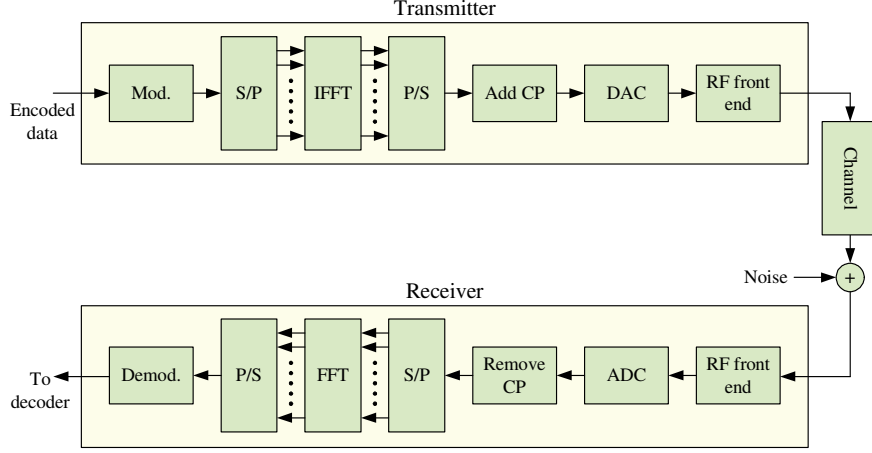 Transmitter
Encoded
data
Mod.
S/P
IFFT
P/S
Add CP
DAC
RF front
end
Channel
Noise
+
Receiver
To
decoder
Demod.
P/S
FFT
S/P
Remove
CP
ADC
RF front
end